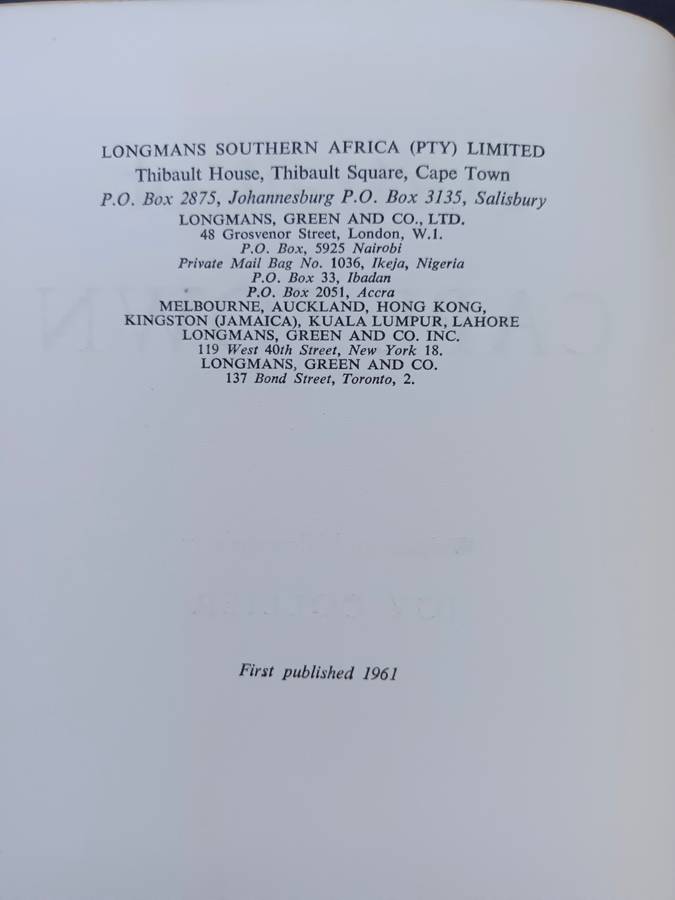 LONGMANS SOUTHERN AFRICA (PTY) LIMITED
Thibault House, Thibault Square, Cape Town
P.O. Box 2875, Johannesburg P.O. Box 3135, Salisbury
LONGMANS, GREEN AND CO., LTD.
48 Grosvenor Street, London, W.1.
P.O. Box, 5925 Nairobi
Private Mail Bag No. 1036, Ikeja, Nigeria
P.O. Box 33, Ibadan
P.O. Box 2051, Accra
MELBOURNE, AUCKLAND, HONG KONG,
KINGSTON (JAMAICA), KUALA LUMPUR, LAHORE
LONGMANS, GREEN AND CO. INC.
119 West 40th Street, New York 18.
LONGMANS, GREEN AND CO.
137 Bond Street, Toronto, 2.
First published 1961